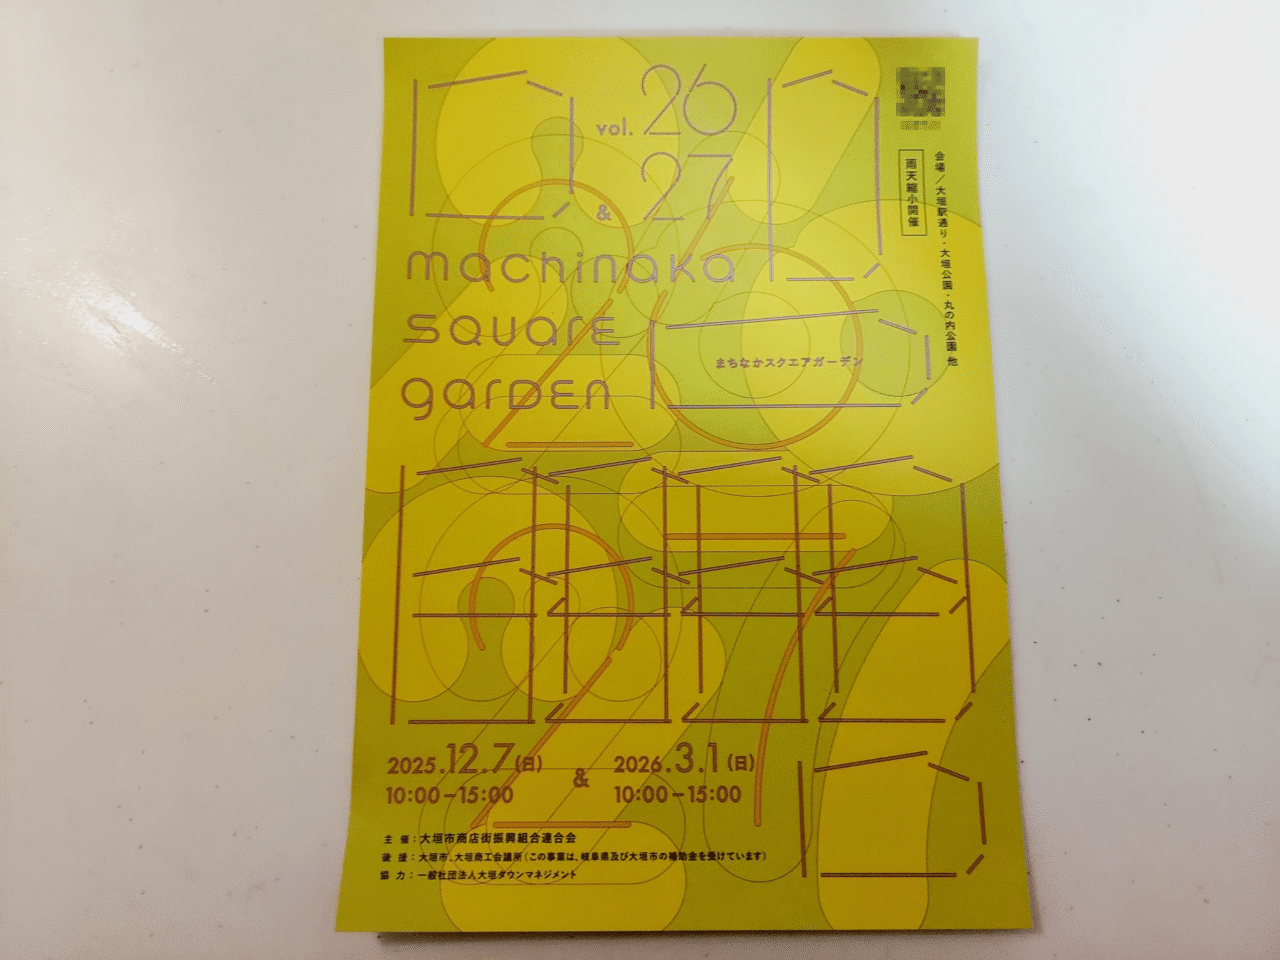 vol. 26
& 27
machinaka
square
garden
まちなかスクエアガーデン
会場／大垣駅通り・大垣公園・丸の内公園 他
雨天縮小開催
2025.12.7(日)
10:00–15:00
&
2026.3.1(日)
10:00–15:00
主 催：大垣市商店街振興組合連合会
後 援：大垣市、大垣商工会議所（この事業は、岐阜県及び大垣市の補助金を受けています）
協 力：一般社団法人大垣タウンマネジメント